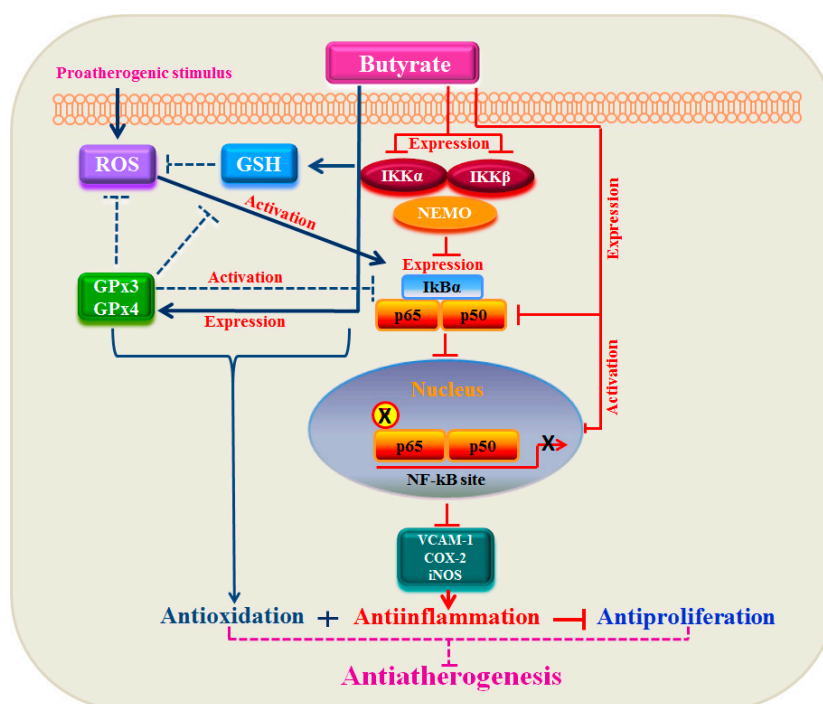 Butyrate
Proatherogenic stimulus
Expression
ROS
GSH
IKKα
IKKβ
NEMO
Activation
Expression
Expression
Activation
IkBα
GPx3
GPx4
p65
p50
Expression
Activation
Nucleus
X
p65
p50
X
NF-kB site
VCAM-1
COX-2
iNOS
Antioxidation + Antiinflammation Antiproliferation
Antiatherogenesis